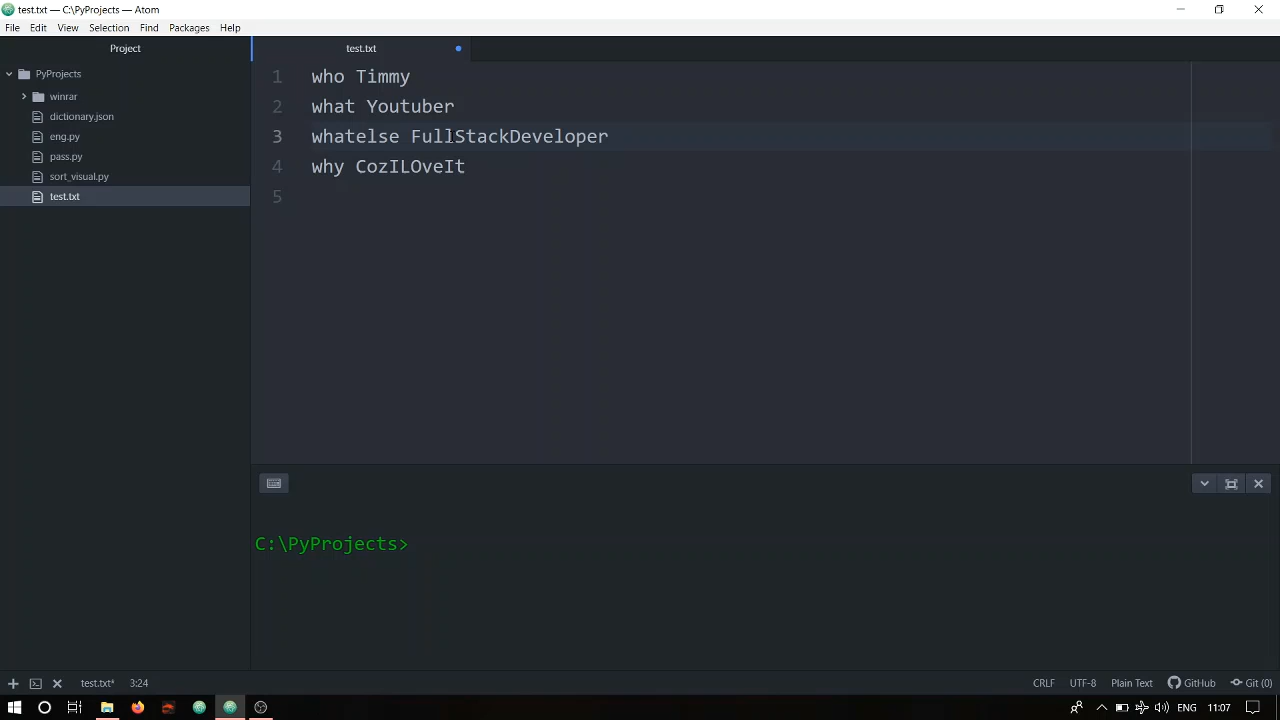 test.txt — C:\PyProjects — Atom
File Edit View Selection Find Packages Help
Project
test.txt
PyProjects
winrar
dictionary.json
eng.py
pass.py
sort_visual.py
test.txt
1 who Timmy
2 what Youtuber
3 whatelse FullStackDeveloper
4 why CozILOveIt
5
C:\PyProjects>
test.txt* 3:24 CRLF UTF-8 Plain Text GitHub Git (0)
ENG 11:07